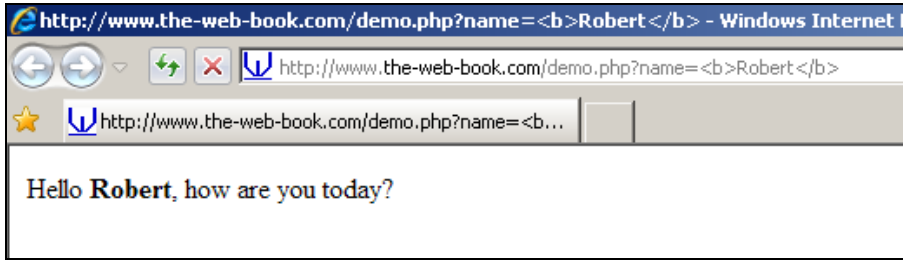 http://www.the-web-book.com/demo.php?name=<b>Robert</b> - Windows Internet
http://www.the-web-book.com/demo.php?name=<b>Robert</b>
http://www.the-web-book.com/demo.php?name=<b...
Hello Robert, how are you today?